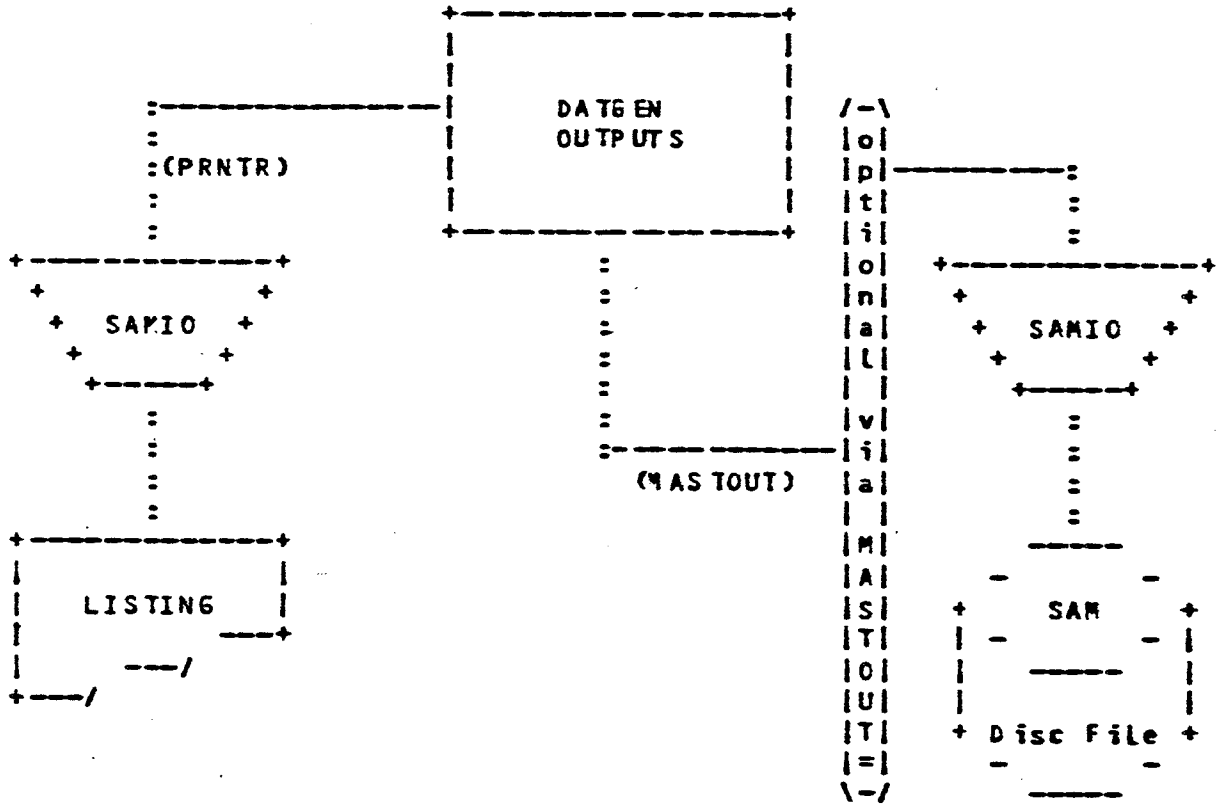 DATGEN
OUTPUTS
(PRNTR)
SAMIO
LISTING
(MASTOUT)
optional via MASTOUT=
SAMIO
SAM
Disc File